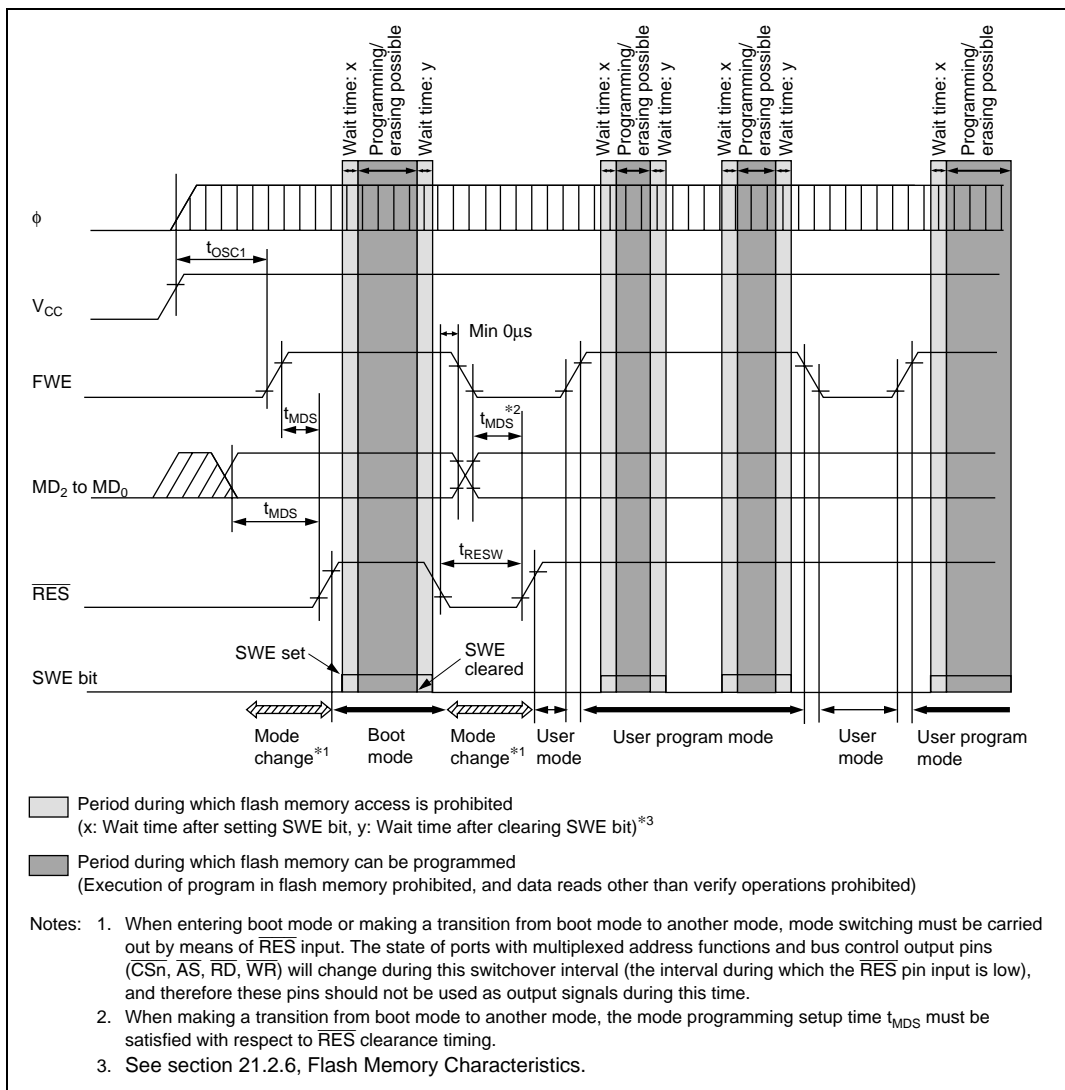 Wait time: x
Programming/
erasing possible
Wait time: y
Wait time: x
Programming/
erasing possible
Wait time: y
Wait time: x
Programming/
erasing possible
Wait time: y
Wait time: x
Programming/
erasing possible
ϕ
tOSC1
VCC
Min 0μs
FWE
tMDS
tMDS*2
MD2 to MD0
tMDS
tRESW
RES
SWE set
SWE
cleared
SWE bit
Mode
change*1
Boot
mode
Mode
change*1
User
mode
User program mode
User
mode
User program
mode
Period during which flash memory access is prohibited
(x: Wait time after setting SWE bit, y: Wait time after clearing SWE bit)*3
Period during which flash memory can be programmed
(Execution of program in flash memory prohibited, and data reads other than verify operations prohibited)
Notes: 1. When entering boot mode or making a transition from boot mode to another mode, mode switching must be carried
out by means of RES input. The state of ports with multiplexed address functions and bus control output pins
(CSn, AS, RD, WR) will change during this switchover interval (the interval during which the RES pin input is low),
and therefore these pins should not be used as output signals during this time.
2. When making a transition from boot mode to another mode, the mode programming setup time tMDS must be
satisfied with respect to RES clearance timing.
3. See section 21.2.6, Flash Memory Characteristics.